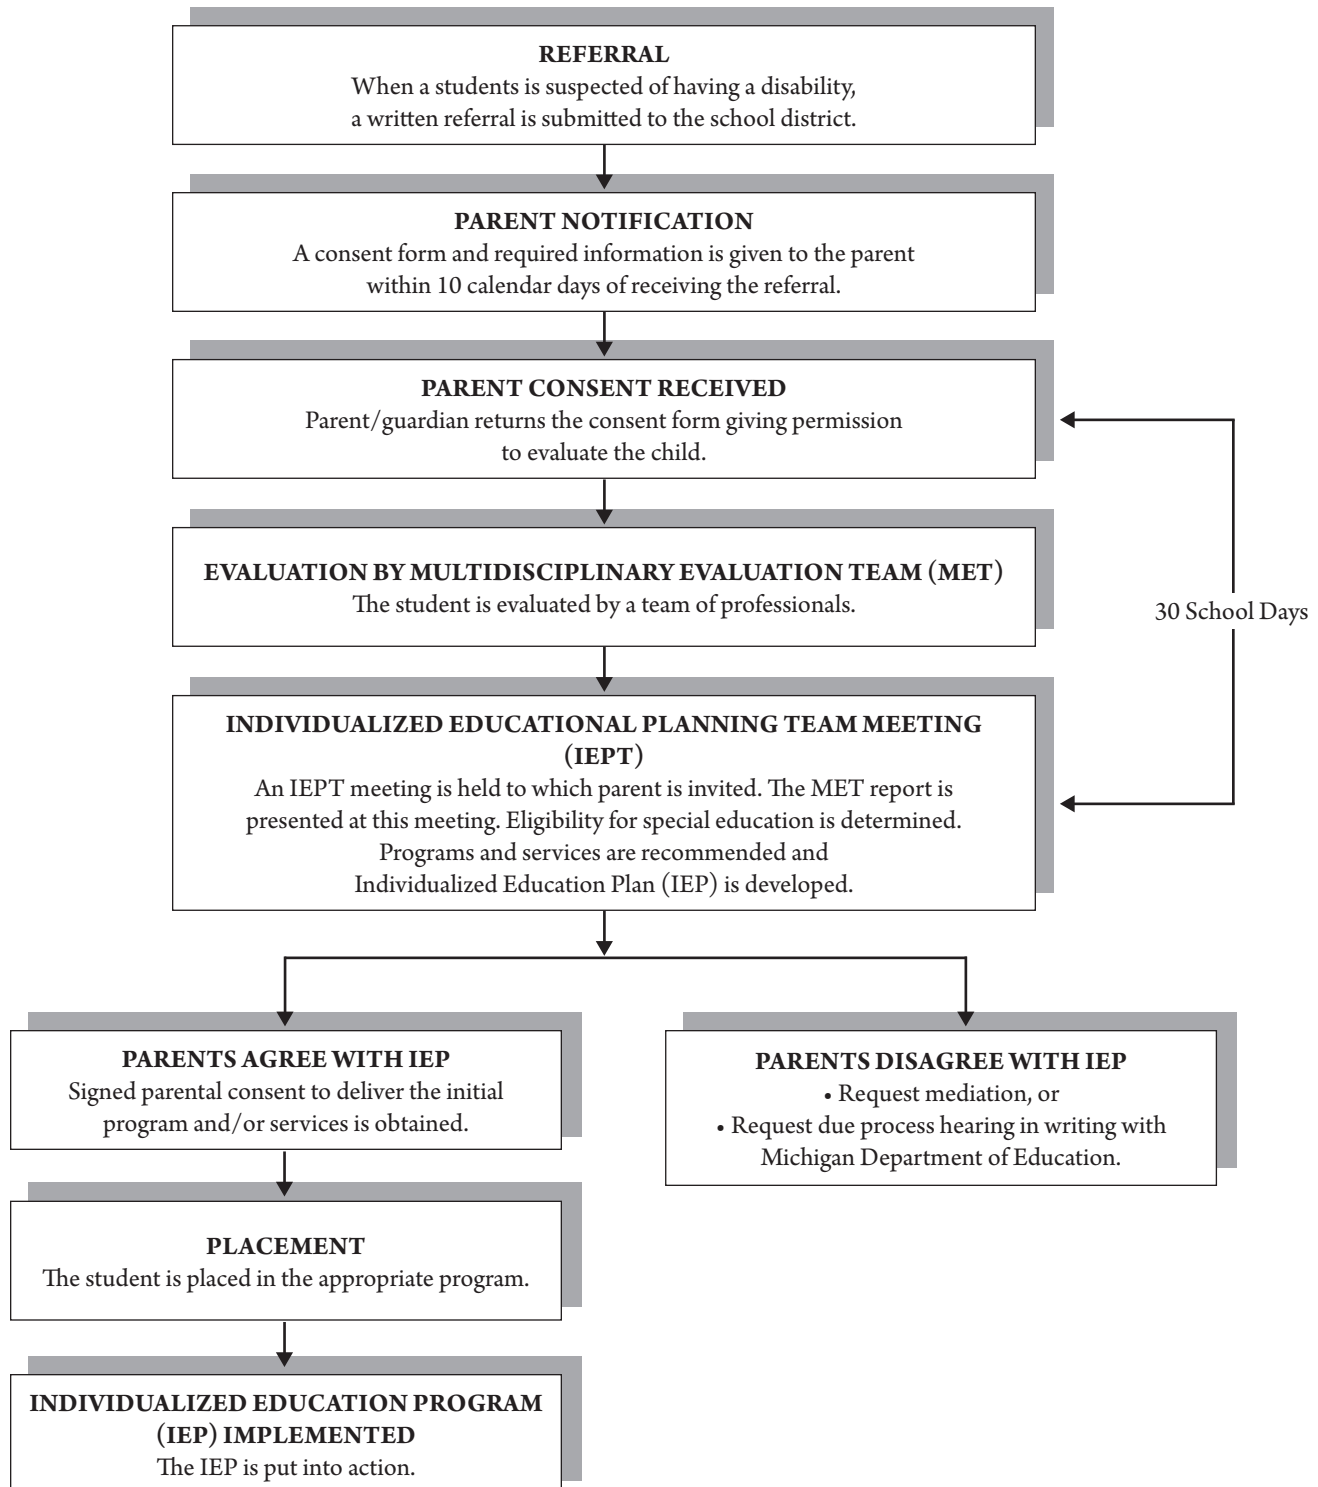 REFERRAL
When a students is suspected of having a disability,
a written referral is submitted to the school district.
PARENT NOTIFICATION
A consent form and required information is given to the parent
within 10 calendar days of receiving the referral.
PARENT CONSENT RECEIVED
Parent/guardian returns the consent form giving permission
to evaluate the child.
EVALUATION BY MULTIDISCIPLINARY EVALUATION TEAM (MET)
The student is evaluated by a team of professionals.
30 School Days
INDIVIDUALIZED EDUCATIONAL PLANNING TEAM MEETING
(IEPT)
An IEPT meeting is held to which parent is invited. The MET report is
presented at this meeting. Eligibility for special education is determined.
Programs and services are recommended and
Individualized Education Plan (IEP) is developed.
PARENTS AGREE WITH IEP
Signed parental consent to deliver the initial
program and/or services is obtained.
PARENTS DISAGREE WITH IEP
• Request mediation, or
• Request due process hearing in writing with
Michigan Department of Education.
PLACEMENT
The student is placed in the appropriate program.
INDIVIDUALIZED EDUCATION PROGRAM
(IEP) IMPLEMENTED
The IEP is put into action.